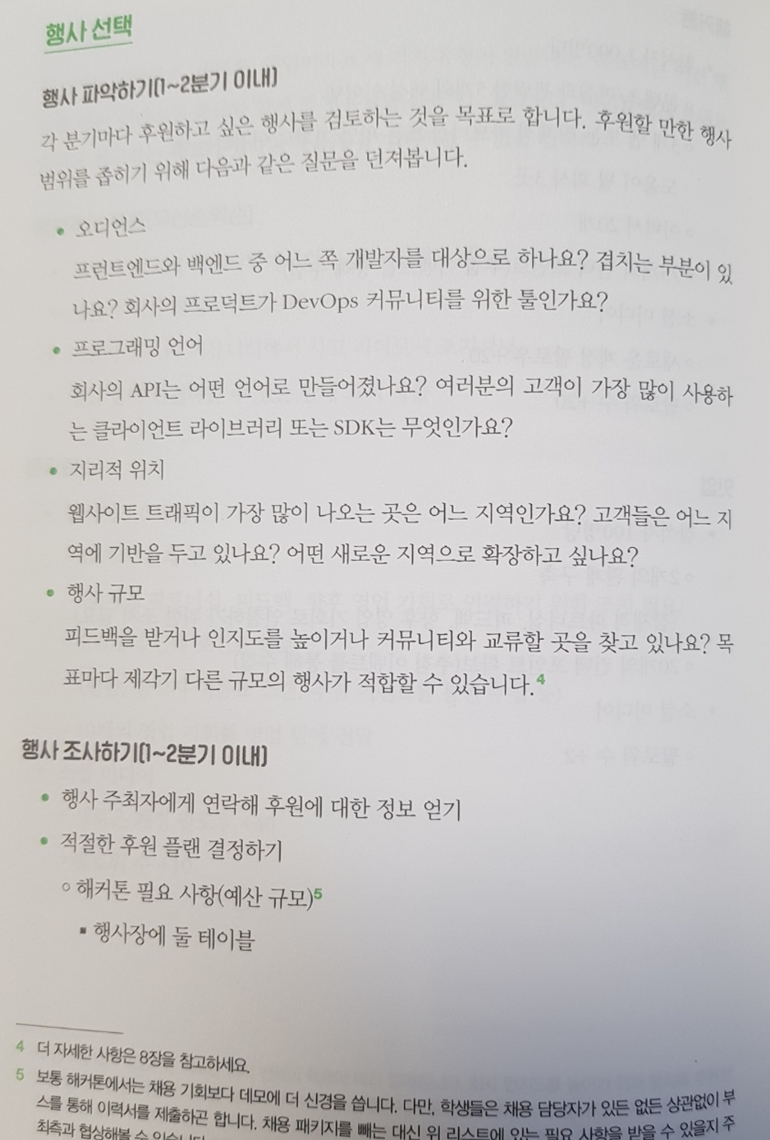 행사 선택
행사 파악하기(1~2분기 이내)
각 분기마다 후원하고 싶은 행사를 검토하는 것을 목표로 합니다. 후원할 만한 행사
범위를 좁히기 위해 다음과 같은 질문을 던져봅니다.
• 오디언스
프런트엔드와 백엔드 중 어느 쪽 개발자를 대상으로 하나요? 겹치는 부분이 있
나요? 회사의 프로덕트가 DevOps 커뮤니티를 위한 툴인가요?
• 프로그래밍 언어
회사의 API는 어떤 언어로 만들어졌나요? 여러분의 고객이 가장 많이 사용하
는 클라이언트 라이브러리 또는 SDK는 무엇인가요?
• 지리적 위치
웹사이트 트래픽이 가장 많이 나오는 곳은 어느 지역인가요? 고객들은 어느 지
역에 기반을 두고 있나요? 어떤 새로운 지역으로 확장하고 싶나요?
• 행사 규모
피드백을 받거나 인지도를 높이거나 커뮤니티와 교류할 곳을 찾고 있나요? 목
표마다 제각기 다른 규모의 행사가 적합할 수 있습니다.4
행사 조사하기(1~2분기 이내)
• 행사 주최자에게 연락해 후원에 대한 정보 얻기
• 적절한 후원 플랜 결정하기
○ 해커톤 필요 사항(예산 규모)5
▪ 행사장에 둘 테이블
4 더 자세한 사항은 8장을 참고하세요.
5 보통 해커톤에서는 채용 기회보다 데모에 더 신경을 씁니다. 다만, 학생들은 채용 담당자가 있든 없든 상관없이 부
스를 통해 이력서를 제출하곤 합니다. 채용 패키지를 빼는 대신 위 리스트에 있는 필요 사항을 받을 수 있을지 주
최측과 협상해볼 수 있습니다.